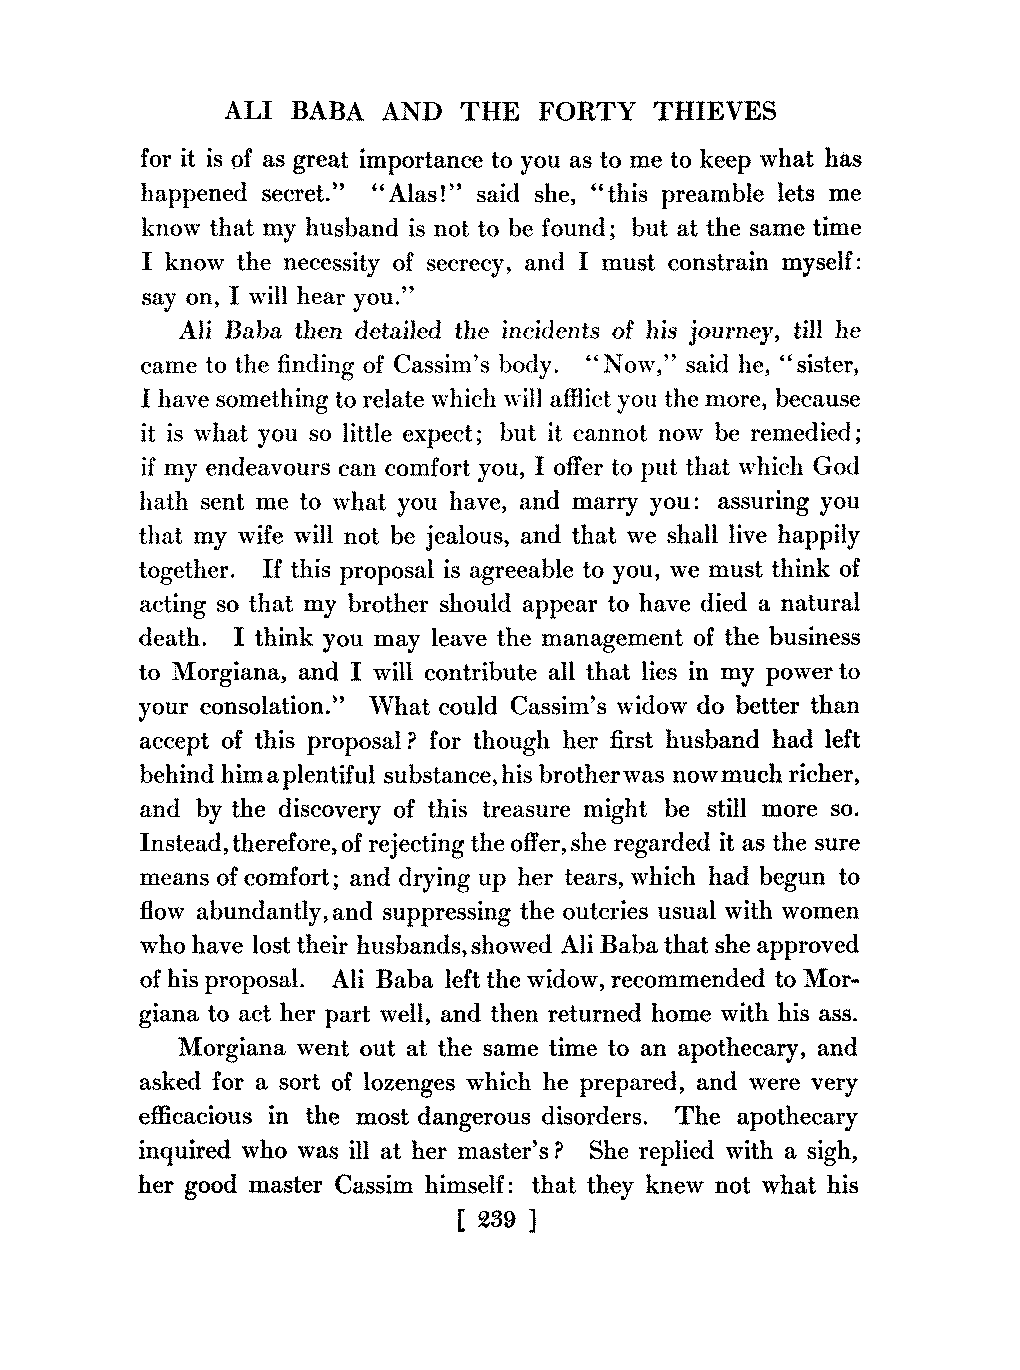 ALI BABA AND THE FORTY THIEVES
for it is of as great importance to you as to me to keep what has
happened secret.” “Alas!” said she, “this preamble lets me
know that my husband is not to be found; but at the same time
I know the necessity of secrecy, and I must constrain myself:
say on, I will hear you.”
Ali Baba then detailed the incidents of his journey, till he
came to the finding of Cassim’s body. “Now,” said he, “sister,
I have something to relate which will afflict you the more, because
it is what you so little expect; but it cannot now be remedied;
if my endeavours can comfort you, I offer to put that which God
hath sent me to what you have, and marry you: assuring you
that my wife will not be jealous, and that we shall live happily
together. If this proposal is agreeable to you, we must think of
acting so that my brother should appear to have died a natural
death. I think you may leave the management of the business
to Morgiana, and I will contribute all that lies in my power to
your consolation.” What could Cassim’s widow do better than
accept of this proposal? for though her first husband had left
behind him a plentiful substance, his brother was now much richer,
and by the discovery of this treasure might be still more so.
Instead, therefore, of rejecting the offer, she regarded it as the sure
means of comfort; and drying up her tears, which had begun to
flow abundantly, and suppressing the outcries usual with women
who have lost their husbands, showed Ali Baba that she approved
of his proposal. Ali Baba left the widow, recommended to Mor-
giana to act her part well, and then returned home with his ass.
Morgiana went out at the same time to an apothecary, and
asked for a sort of lozenges which he prepared, and were very
efficacious in the most dangerous disorders. The apothecary
inquired who was ill at her master’s? She replied with a sigh,
her good master Cassim himself: that they knew not what his
[ 239 ]